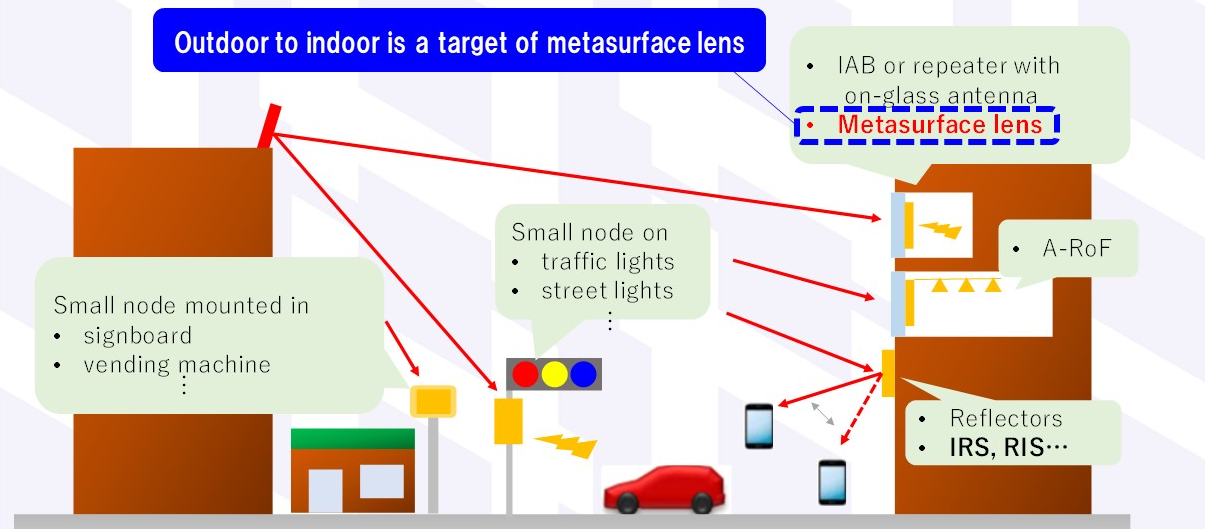 Outdoor to indoor is a target of metasurface lens
• IAB or repeater with
on-glass antenna
• Metasurface lens
Small node on
• traffic lights
• street lights
⋮
• A-RoF
Small node mounted in
• signboard
• vending machine
⋮
• Reflectors
• IRS, RIS…